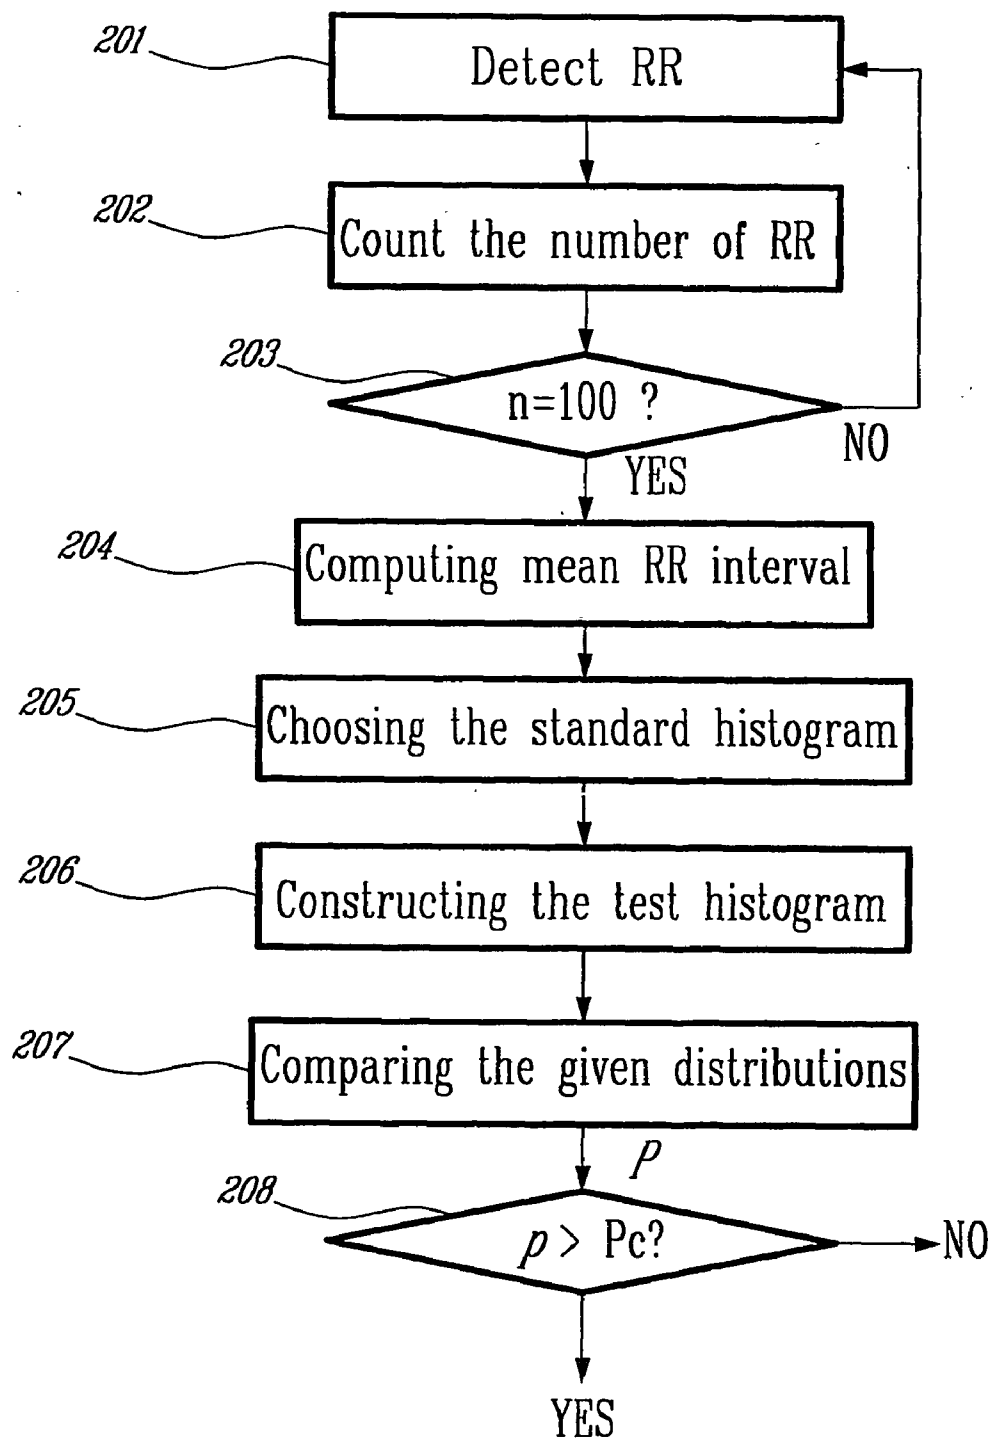 201
Detect RR
202
Count the number of RR
203
n=100 ?
NO
YES
204
Computing mean RR interval
205
Choosing the standard histogram
206
Constructing the test histogram
207
Comparing the given distributions
p
208
p > Pc?
NO
YES